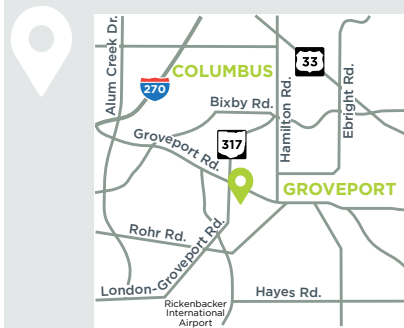 Alum Creek Dr.
COLUMBUS
33
270
Bixby Rd.
Hamilton Rd.
Ebright Rd.
Groveport Rd.
317
GROVEPORT
Rohr Rd.
London-Groveport Rd.
Hayes Rd.
Rickenbacker
International
Airport